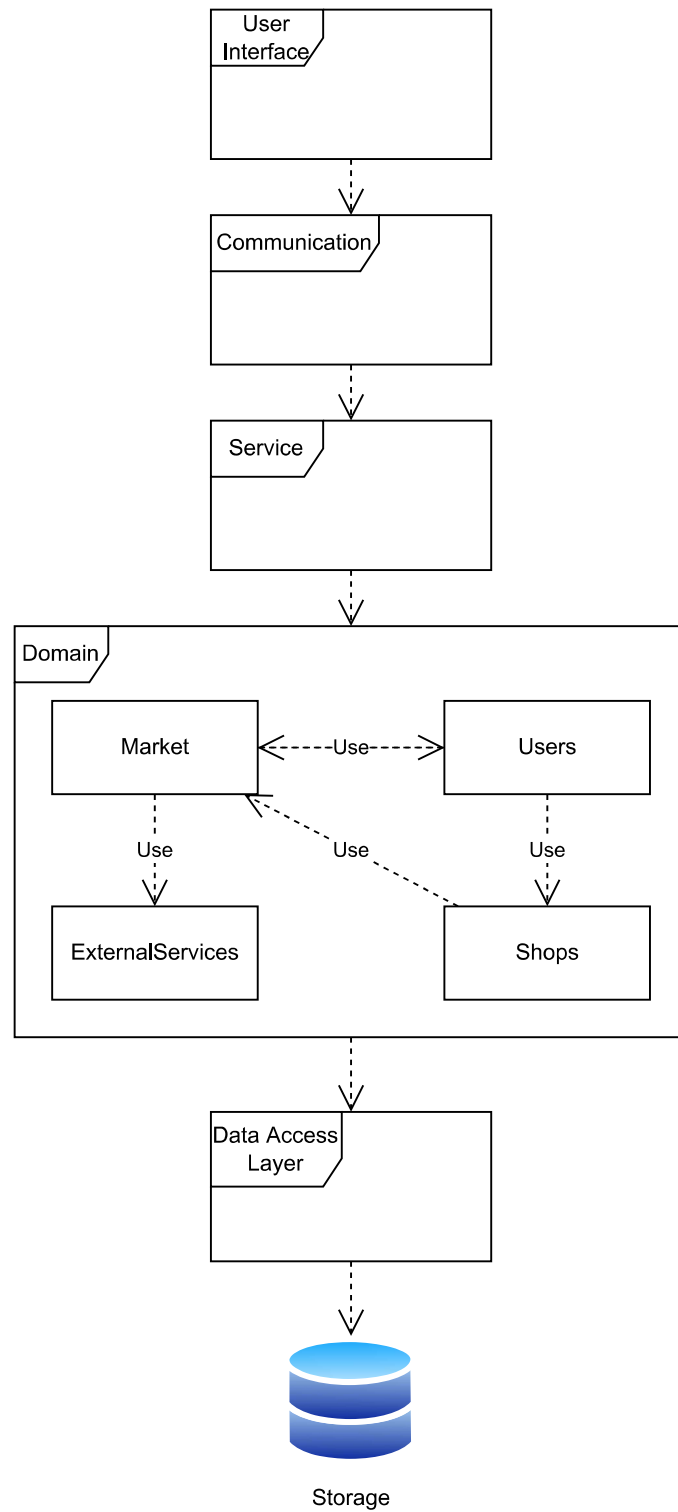 User
Interface
Communication
Service
Domain
Market
Use
Users
Use
Use
Use
ExternalServices
Shops
Data Access
Layer
Storage